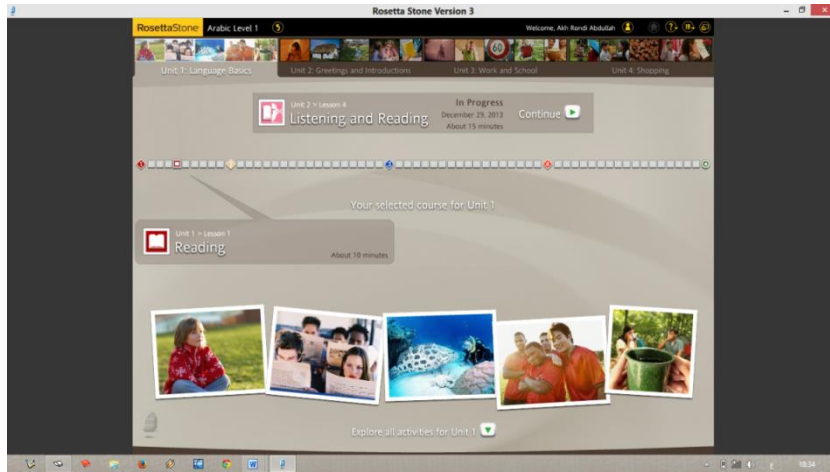 Rosetta Stone Version 3
RosettaStone Arabic Level 1 Welcome, Akh Rondi Abdullah
60
Unit 1: Language Basics Unit 2: Greetings and Introductions Unit 3: Work and School Unit 4: Shopping
Unit 2 > Lesson 4
Listening and Reading
In Progress
December 29, 2013
About 15 minutes
Continue
Your selected course for Unit 1
Unit 1 > Lesson 1
Reading
About 10 minutes
Explore all activities for Unit 1
18:34